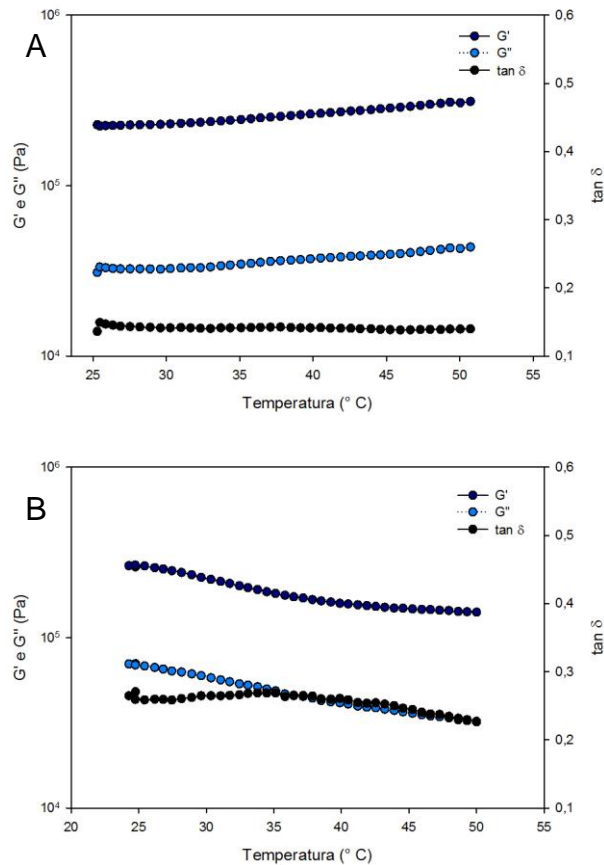 A
10⁶
10⁵
10⁴
G' e G" (Pa)
0,6
0,5
0,4
0,3
0,2
0,1
tan δ
G'
G"
tan δ
25 30 35 40 45 50 55
Temperatura (° C)
B
10⁶
10⁵
10⁴
G' e G" (Pa)
0,6
0,5
0,4
0,3
0,2
0,1
tan δ
G'
G"
tan δ
20 25 30 35 40 45 50 55
Temperatura (° C)